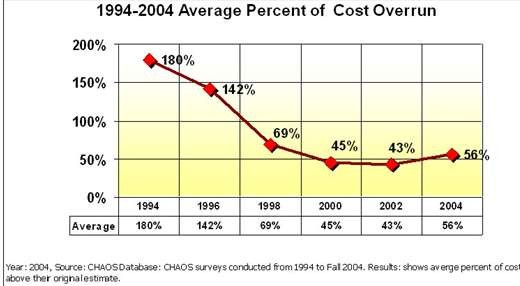 1994-2004 Average Percent of Cost Overrun
200%
150%
100%
50%
0%
180%
142%
69%
45%
43%
56%
1994 1996 1998 2000 2002 2004
Average 180% 142% 69% 45% 43% 56%
Year: 2004, Source: CHAOS Database: CHAOS surveys conducted from 1994 to Fall 2004. Results: shows averge percent of cost
above their original estimate.